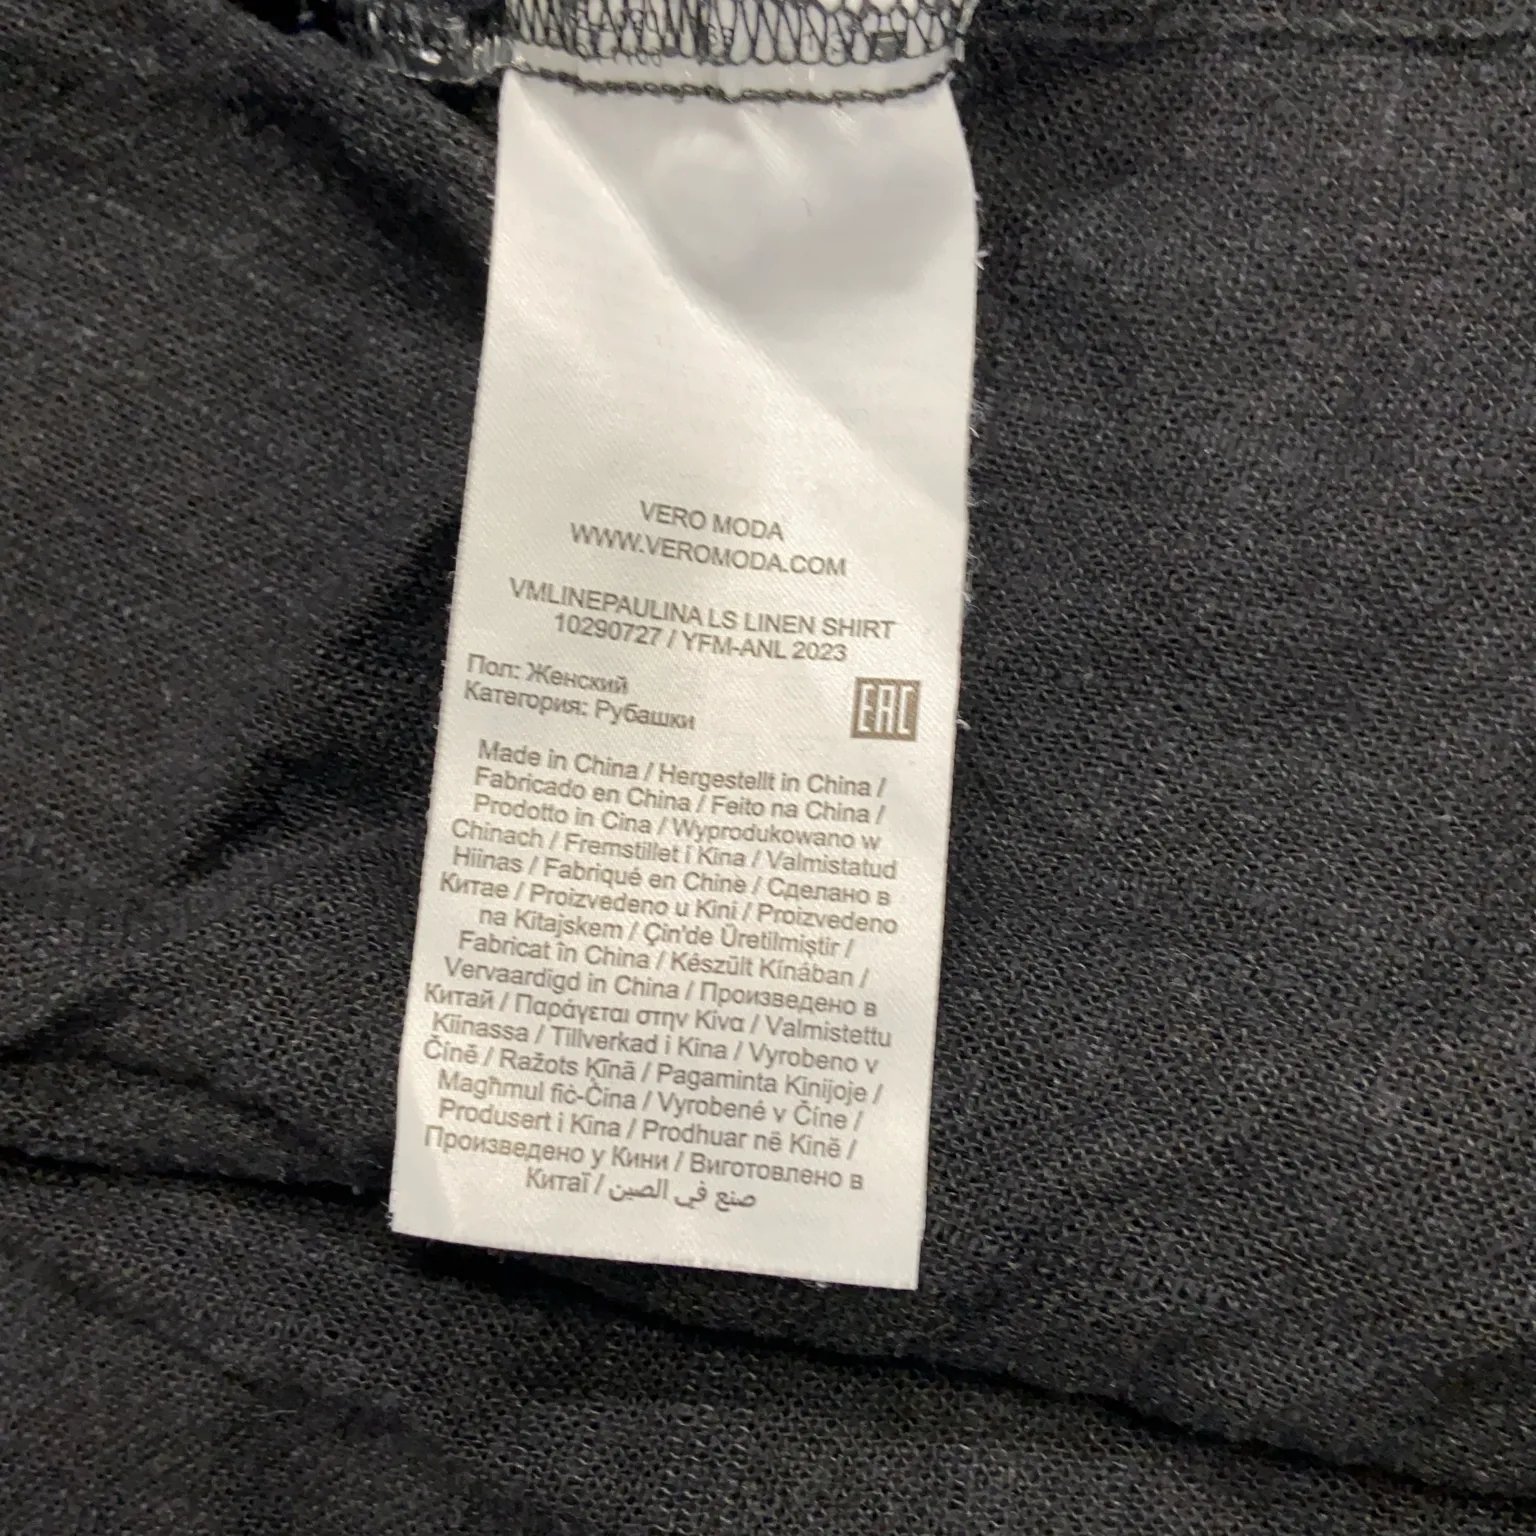 VERO MODA
WWW.VEROMODA.COM
VMLINEPAULINA LS LINEN SHIRT
10290727 / YFM-ANL 2023
Пол: Женский
Категория: Рубашки
EAC
Made in China / Hergestellt in China /
Fabricado en China / Feito na China /
Prodotto in Cina / Wyprodukowano w
Chinach / Fremstillet i Kina / Valmistatud
Hiinas / Fabriqué en Chine / Сделано в
Китае / Proizvedeno u Kini / Proizvedeno
na Kitajskem / Çin'de Üretilmiştir /
Fabricat în China / Készült Kínában /
Vervaardigd in China / Произведено в
Китай / Παράγεται στην Κίνα / Valmistettu
Kiinassa / Tillverkad i Kina / Vyrobeno v
Číně / Ražots Ķīnā / Pagaminta Kinijoje /
Magħmul fiċ-Ċina / Vyrobené v Číne /
Produsert i Kina / Prodhuar në Kinë /
Произведено у Кини / Виготовлено в
Китаї / صنع في الصين